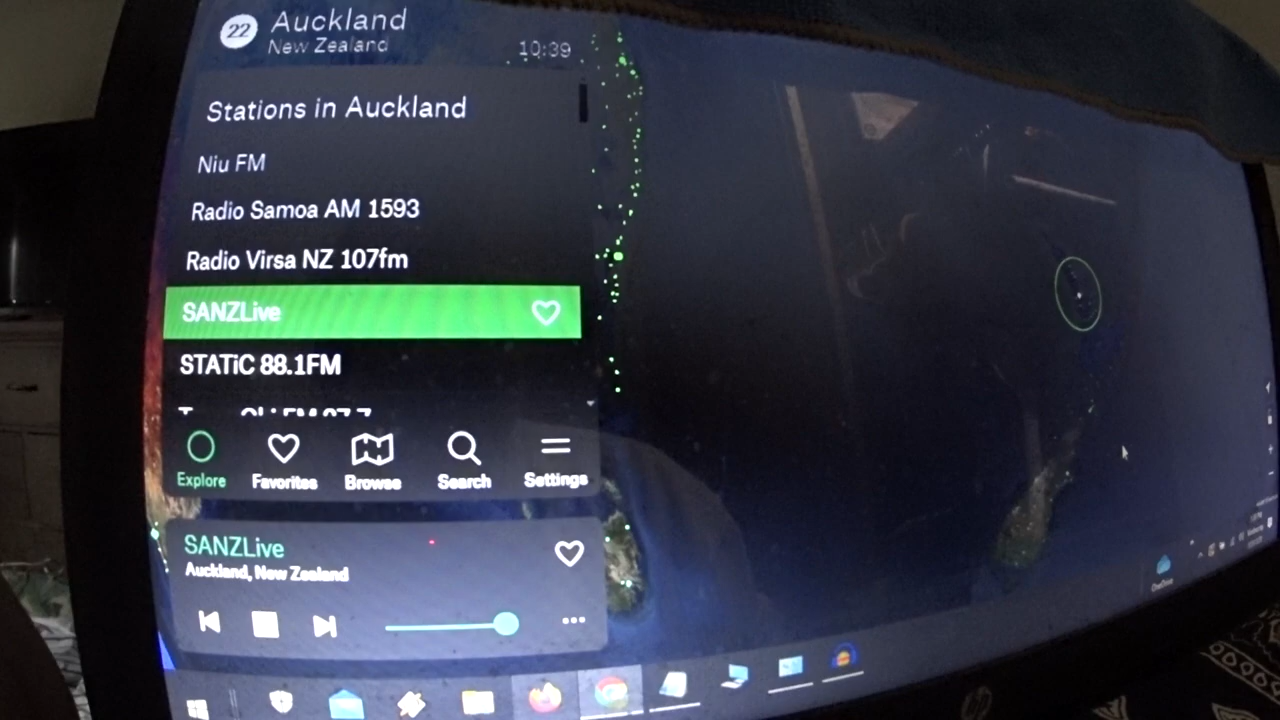 22
Auckland
New Zealand
10:39
Stations in Auckland
Niu FM
Radio Samoa AM 1593
Radio Virsa NZ 107fm
SANZLive
STATiC 88.1FM
Explore
Favorites
Browse
Search
Settings
SANZLive
Auckland, New Zealand
OneDrive